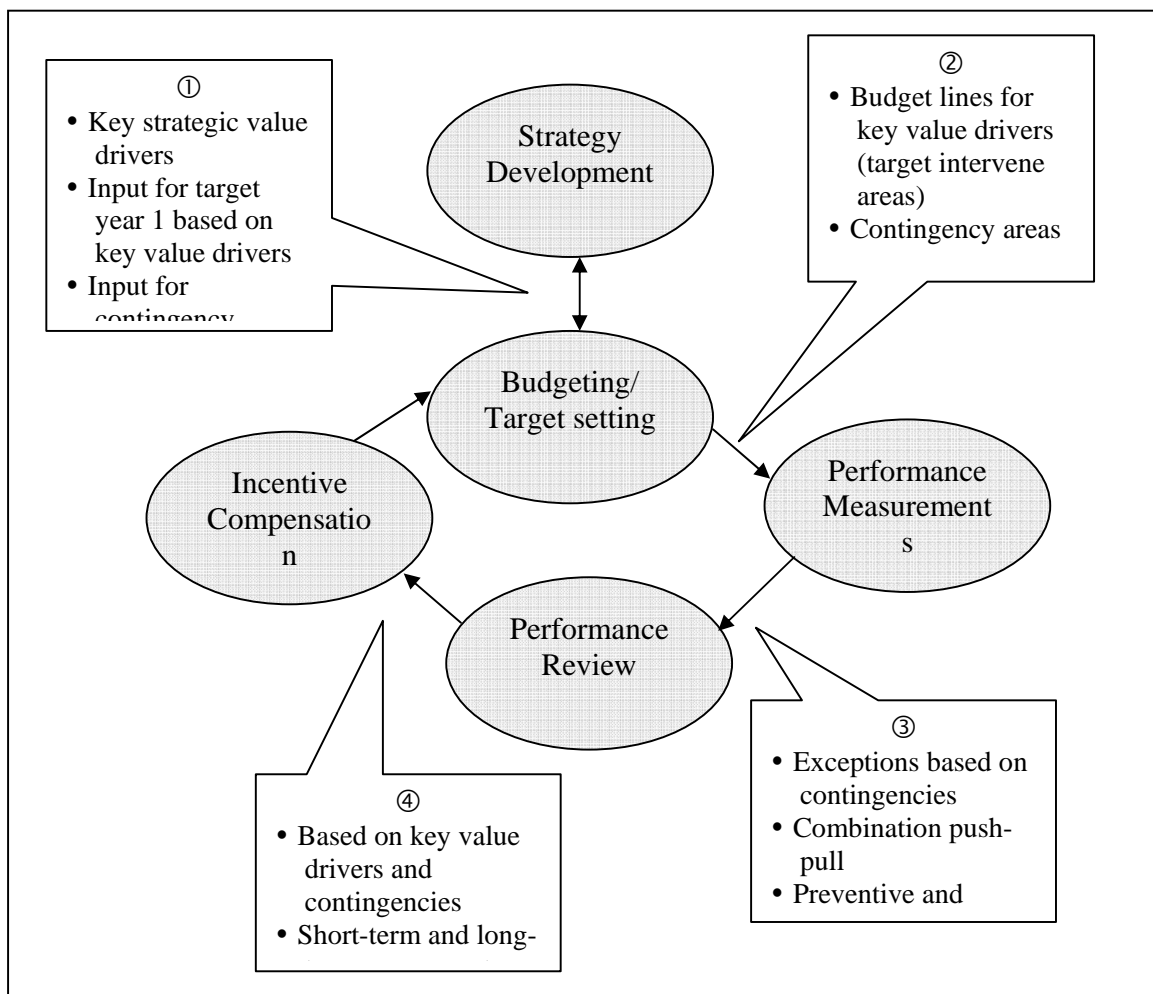 ①
• Key strategic value
drivers
• Input for target
year 1 based on
key value drivers
• Input for
contingency
Strategy
Development
②
• Budget lines for
key value drivers
(target intervene
areas)
• Contingency areas
Budgeting/
Target setting
Incentive
Compensatio
n
Performance
Measurement
s
Performance
Review
③
• Exceptions based on
contingencies
• Combination push-
pull
• Preventive and
④
• Based on key value
drivers and
contingencies
• Short-term and long-